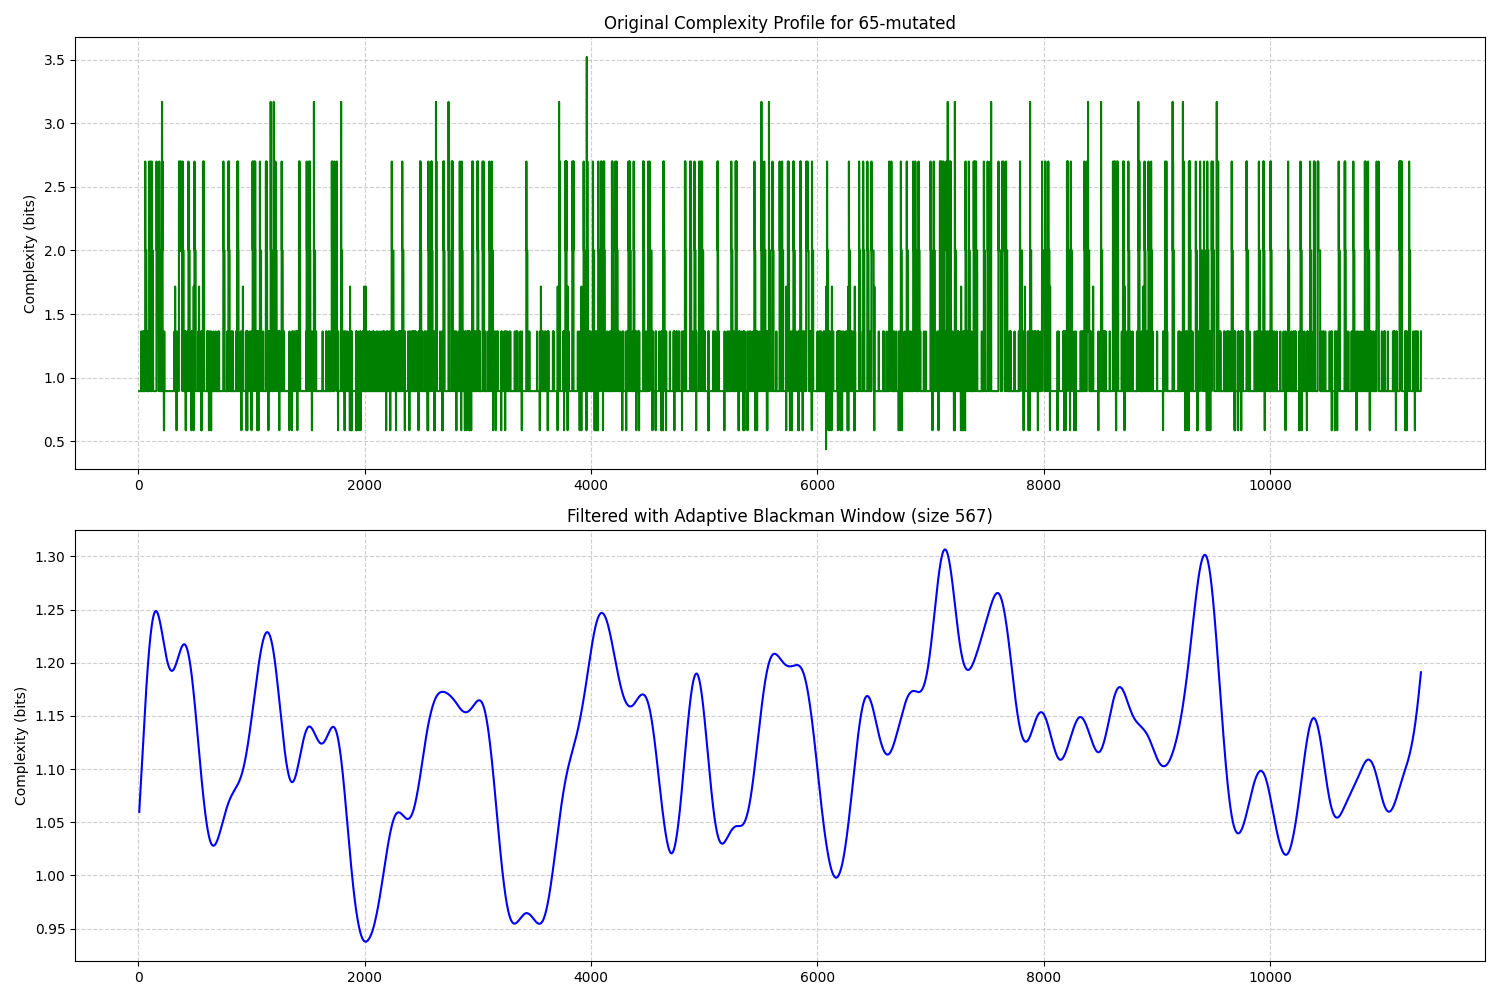 Original Complexity Profile for 65-mutated
Complexity (bits)
3.5
3.0
2.5
2.0
1.5
1.0
0.5
0 2000 4000 6000 8000 10000
Filtered with Adaptive Blackman Window (size 567)
Complexity (bits)
1.30
1.25
1.20
1.15
1.10
1.05
1.00
0.95
0 2000 4000 6000 8000 10000